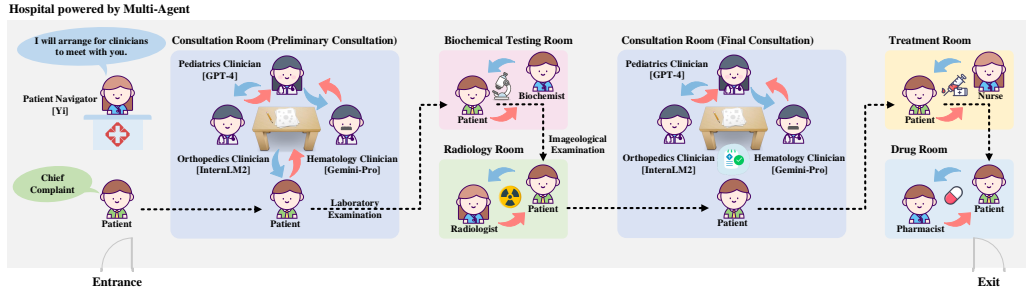 Hospital powered by Multi-Agent
I will arrange for clinicians
to meet with you.
Patient Navigator
[Yi]
Chief
Complaint
Patient
Entrance
Consultation Room (Preliminary Consultation)
Pediatrics Clinician
[GPT-4]
Orthopedics Clinician
[InternLM2]
Hematology Clinician
[Gemini-Pro]
Patient
Laboratory
Examination
Biochemical Testing Room
Biochemist
Patient
Imageological
Examination
Radiology Room
Radiologist
Patient
Consultation Room (Final Consultation)
Pediatrics Clinician
[GPT-4]
Orthopedics Clinician
[InternLM2]
Hematology Clinician
[Gemini-Pro]
Patient
Treatment Room
Nurse
Patient
Drug Room
Patient
Pharmacist
Exit